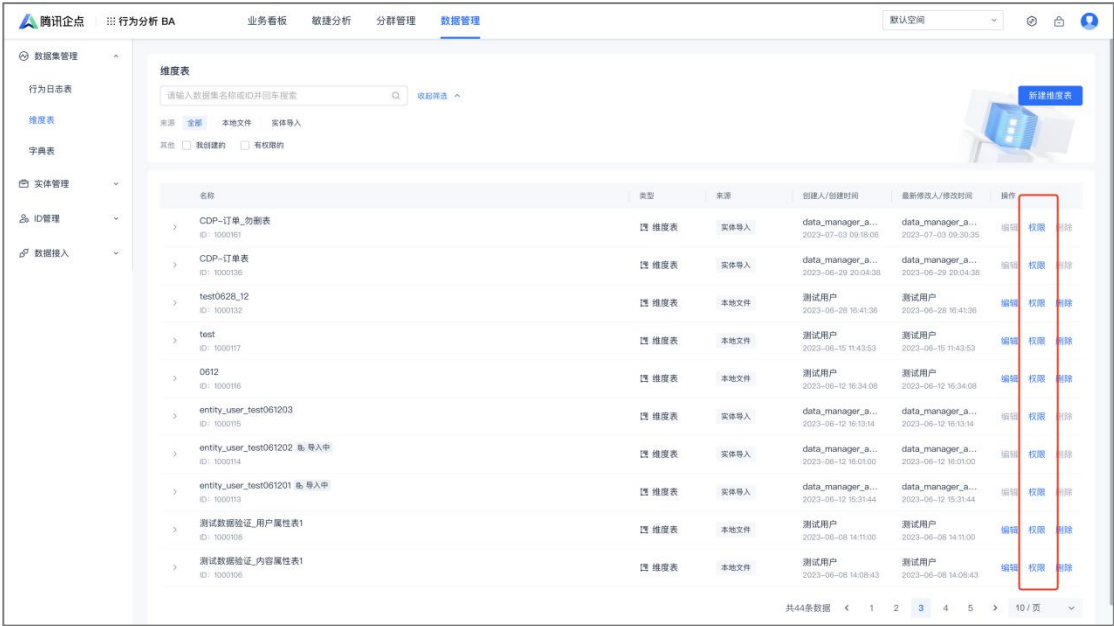 腾讯企点 行为分析 BA 业务看板 敏捷分析 分群管理 数据管理 默认空间
数据集管理
行为日志表
维度表
字典表
实体管理
ID管理
数据接入
维度表
请输入数据集名称或ID并回车搜索 收起筛选 新建维度表
来源 全部 本地文件 实体导入
其他 我创建的 有权限的
名称 类型 来源 创建人/创建时间 最新修改人/修改时间 操作
CDP-订单_勿删表 维度表 实体导入 data_manager_a... data_manager_a... 编辑 权限 删除
ID: 1000161 2023-07-03 09:18:06 2023-07-03 09:30:35
CDP-订单表 维度表 实体导入 data_manager_a... data_manager_a... 编辑 权限 删除
ID: 1000136 2023-06-29 20:04:38 2023-06-29 20:04:38
test0628_12 维度表 本地文件 测试用户 测试用户 编辑 权限 删除
ID: 1000132 2023-06-28 16:41:36 2023-06-28 16:41:36
test 维度表 本地文件 测试用户 测试用户 编辑 权限 删除
ID: 1000117 2023-06-15 11:43:53 2023-06-15 11:43:53
0612 维度表 本地文件 测试用户 测试用户 编辑 权限 删除
ID: 1000116 2023-06-12 16:34:08 2023-06-12 16:34:08
entity_user_test061203 维度表 实体导入 data_manager_a... data_manager_a... 编辑 权限 删除
ID: 1000115 2023-06-12 16:13:14 2023-06-12 16:13:14
entity_user_test061202 导入中 维度表 实体导入 data_manager_a... data_manager_a... 编辑 权限 删除
ID: 1000114 2023-06-12 16:01:00 2023-06-12 16:01:00
entity_user_test061201 导入中 维度表 实体导入 data_manager_a... data_manager_a... 编辑 权限 删除
ID: 1000113 2023-06-12 15:31:44 2023-06-12 15:31:44
测试数据验证_用户属性表1 维度表 本地文件 测试用户 测试用户 编辑 权限 删除
ID: 1000108 2023-06-08 14:11:00 2023-06-08 14:11:00
测试数据验证_内容属性表1 维度表 本地文件 测试用户 测试用户 编辑 权限 删除
ID: 1000106 2023-06-08 14:08:43 2023-06-08 14:08:43
共44条数据 1 2 3 4 5 10 / 页